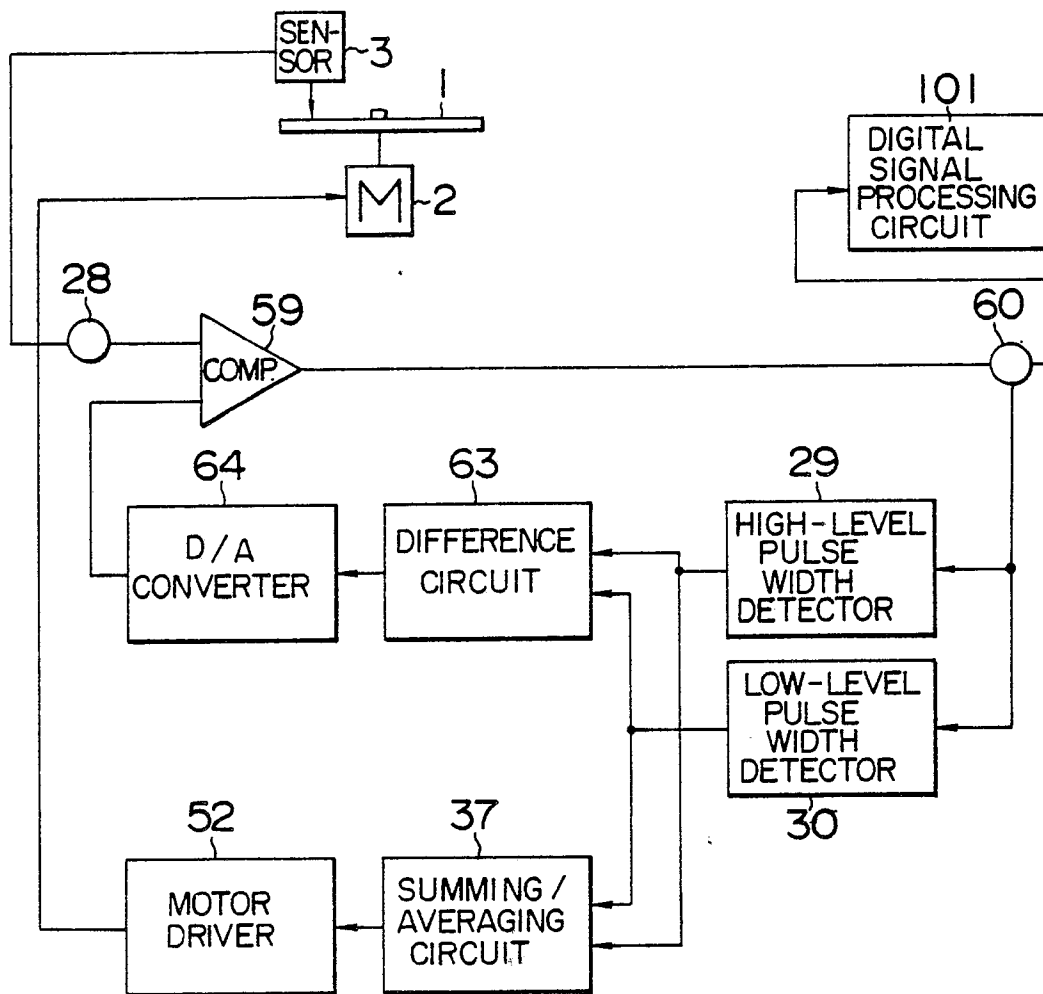 SEN-
SOR
3
1
M
2
101
DIGITAL
SIGNAL
PROCESSING
CIRCUIT
28
59
COMP.
60
64
D/A
CONVERTER
63
DIFFERENCE
CIRCUIT
29
HIGH-LEVEL
PULSE
WIDTH
DETECTOR
LOW-LEVEL
PULSE
WIDTH
DETECTOR
30
52
MOTOR
DRIVER
37
SUMMING/
AVERAGING
CIRCUIT